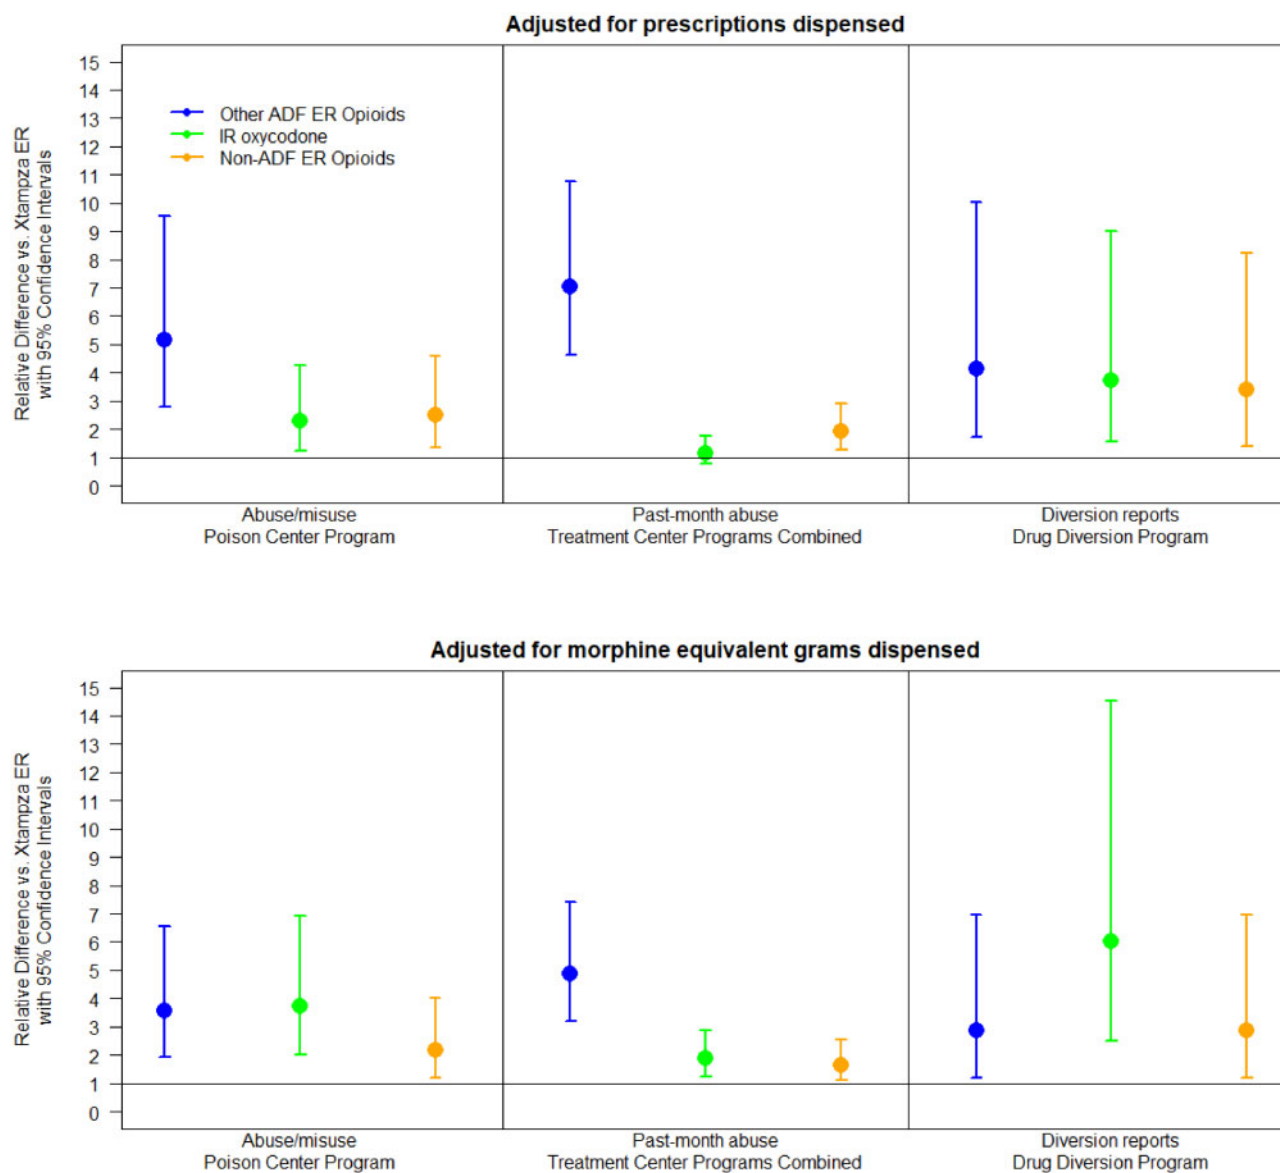 Adjusted for prescriptions dispensed
Relative Difference vs. Xtampza ER
with 95% Confidence Intervals
15
14
13
12
11
10
9
8
7
6
5
4
3
2
1
0
Other ADF ER Opioids
IR oxycodone
Non-ADF ER Opioids
Abuse/misuse
Poison Center Program
Past-month abuse
Treatment Center Programs Combined
Diversion reports
Drug Diversion Program
Adjusted for morphine equivalent grams dispensed
Relative Difference vs. Xtampza ER
with 95% Confidence Intervals
15
14
13
12
11
10
9
8
7
6
5
4
3
2
1
0
Abuse/misuse
Poison Center Program
Past-month abuse
Treatment Center Programs Combined
Diversion reports
Drug Diversion Program